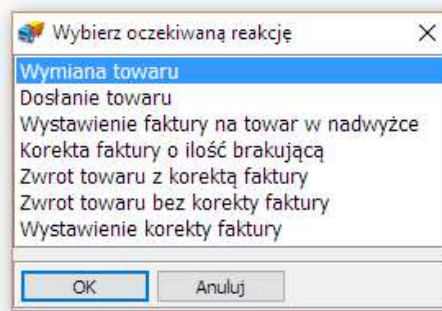 Wybierz oczekiwaną reakcję
Wymiana towaru
Dosłanie towaru
Wystawienie faktury na towar w nadwyżce
Korekta faktury o ilość brakującą
Zwrot towaru z korektą faktury
Zwrot towaru bez korekty faktury
Wystawienie korekty faktury
OK Anuluj